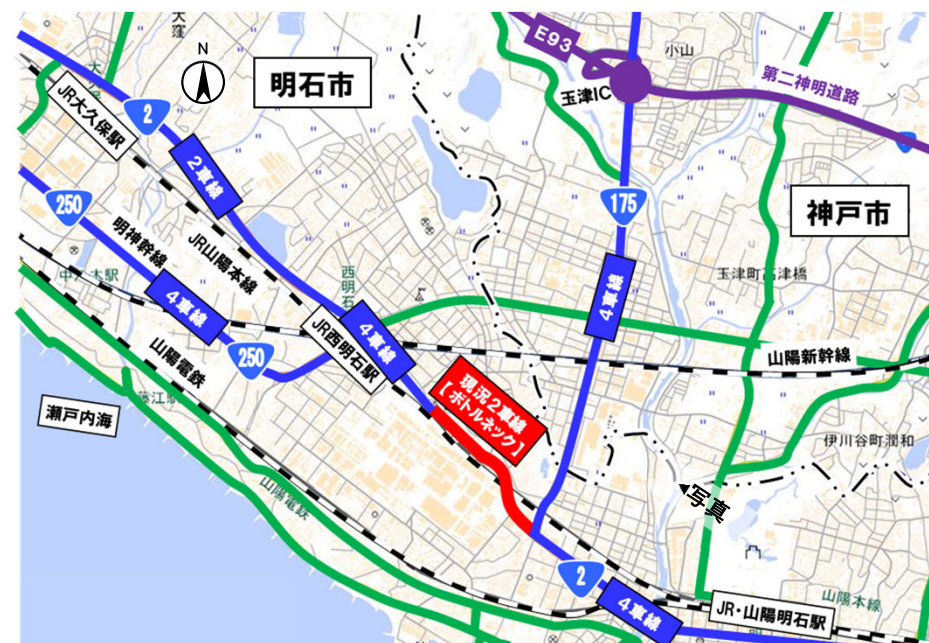 大窪
N
明石市
E93
小山
玉津IC
第二神明道路
JR大久保駅
2
2車線
175
神戸市
250
明神幹線
JR山陽本線
西明石
玉津町高津橋
4車線
4車線
4車線
JR西明石駅
250
山陽新幹線
山陽電鉄
藤江駅
瀬戸内海
現況2車線
【ボトルネック】
伊川谷町潤和
写真
山陽電鉄
2
4車線
JR・山陽明石駅
山陽本線